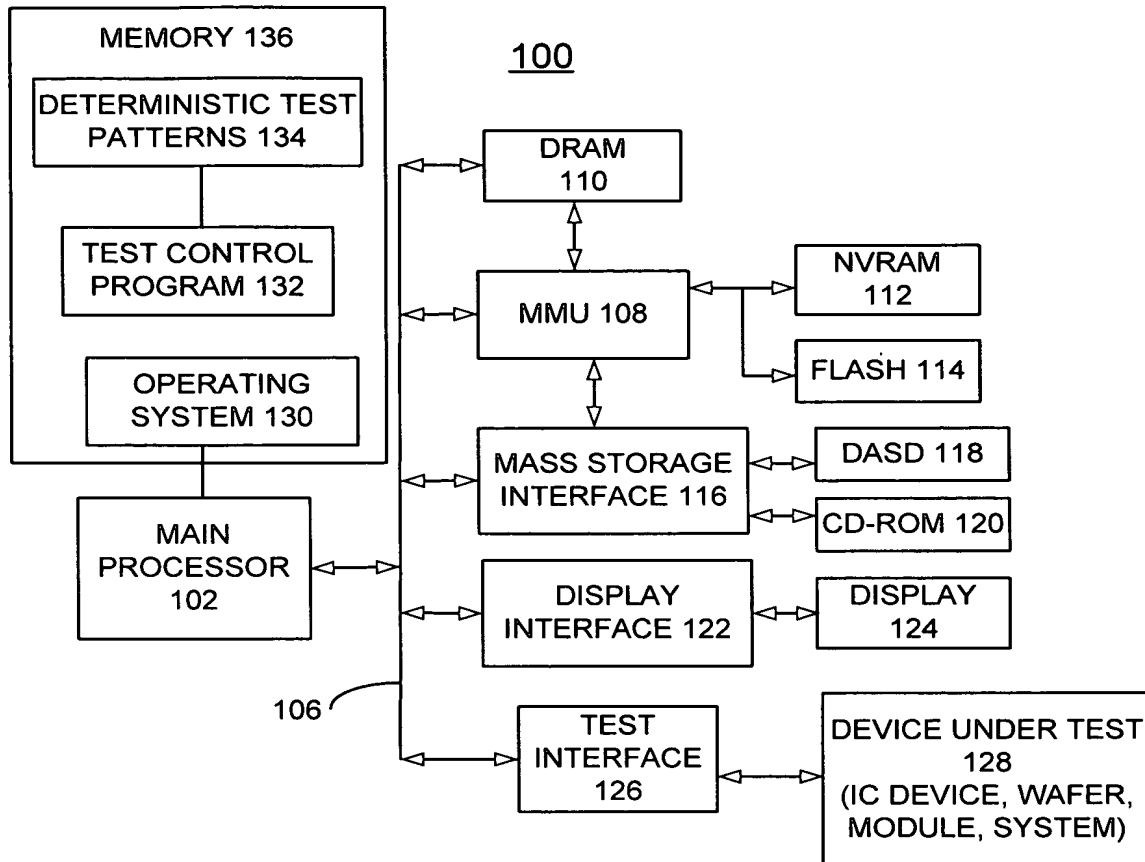 MEMORY 136
DETERMINISTIC TEST
PATTERNS 134
TEST CONTROL
PROGRAM 132
OPERATING
SYSTEM 130
MAIN
PROCESSOR
102
100
DRAM
110
MMU 108
NVRAM
112
FLASH 114
MASS STORAGE
INTERFACE 116
DASD 118
CD-ROM 120
DISPLAY
INTERFACE 122
DISPLAY
124
106
TEST
INTERFACE
126
DEVICE UNDER TEST
128
(IC DEVICE, WAFER,
MODULE, SYSTEM)